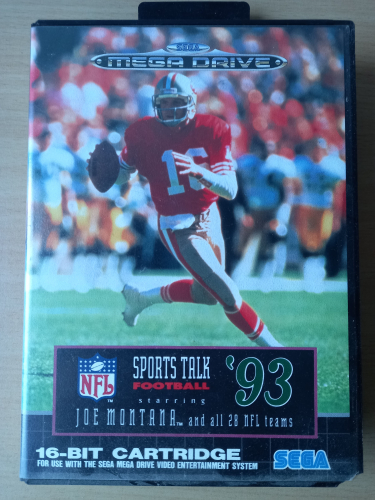 SEGA
MEGA DRIVE
16
NFL
SPORTS TALK
FOOTBALL
'93
starring
JOE MONTANA™ and all 28 NFL teams
16-BIT CARTRIDGE
FOR USE WITH THE SEGA MEGA DRIVE VIDEO ENTERTAINMENT SYSTEM
SEGA